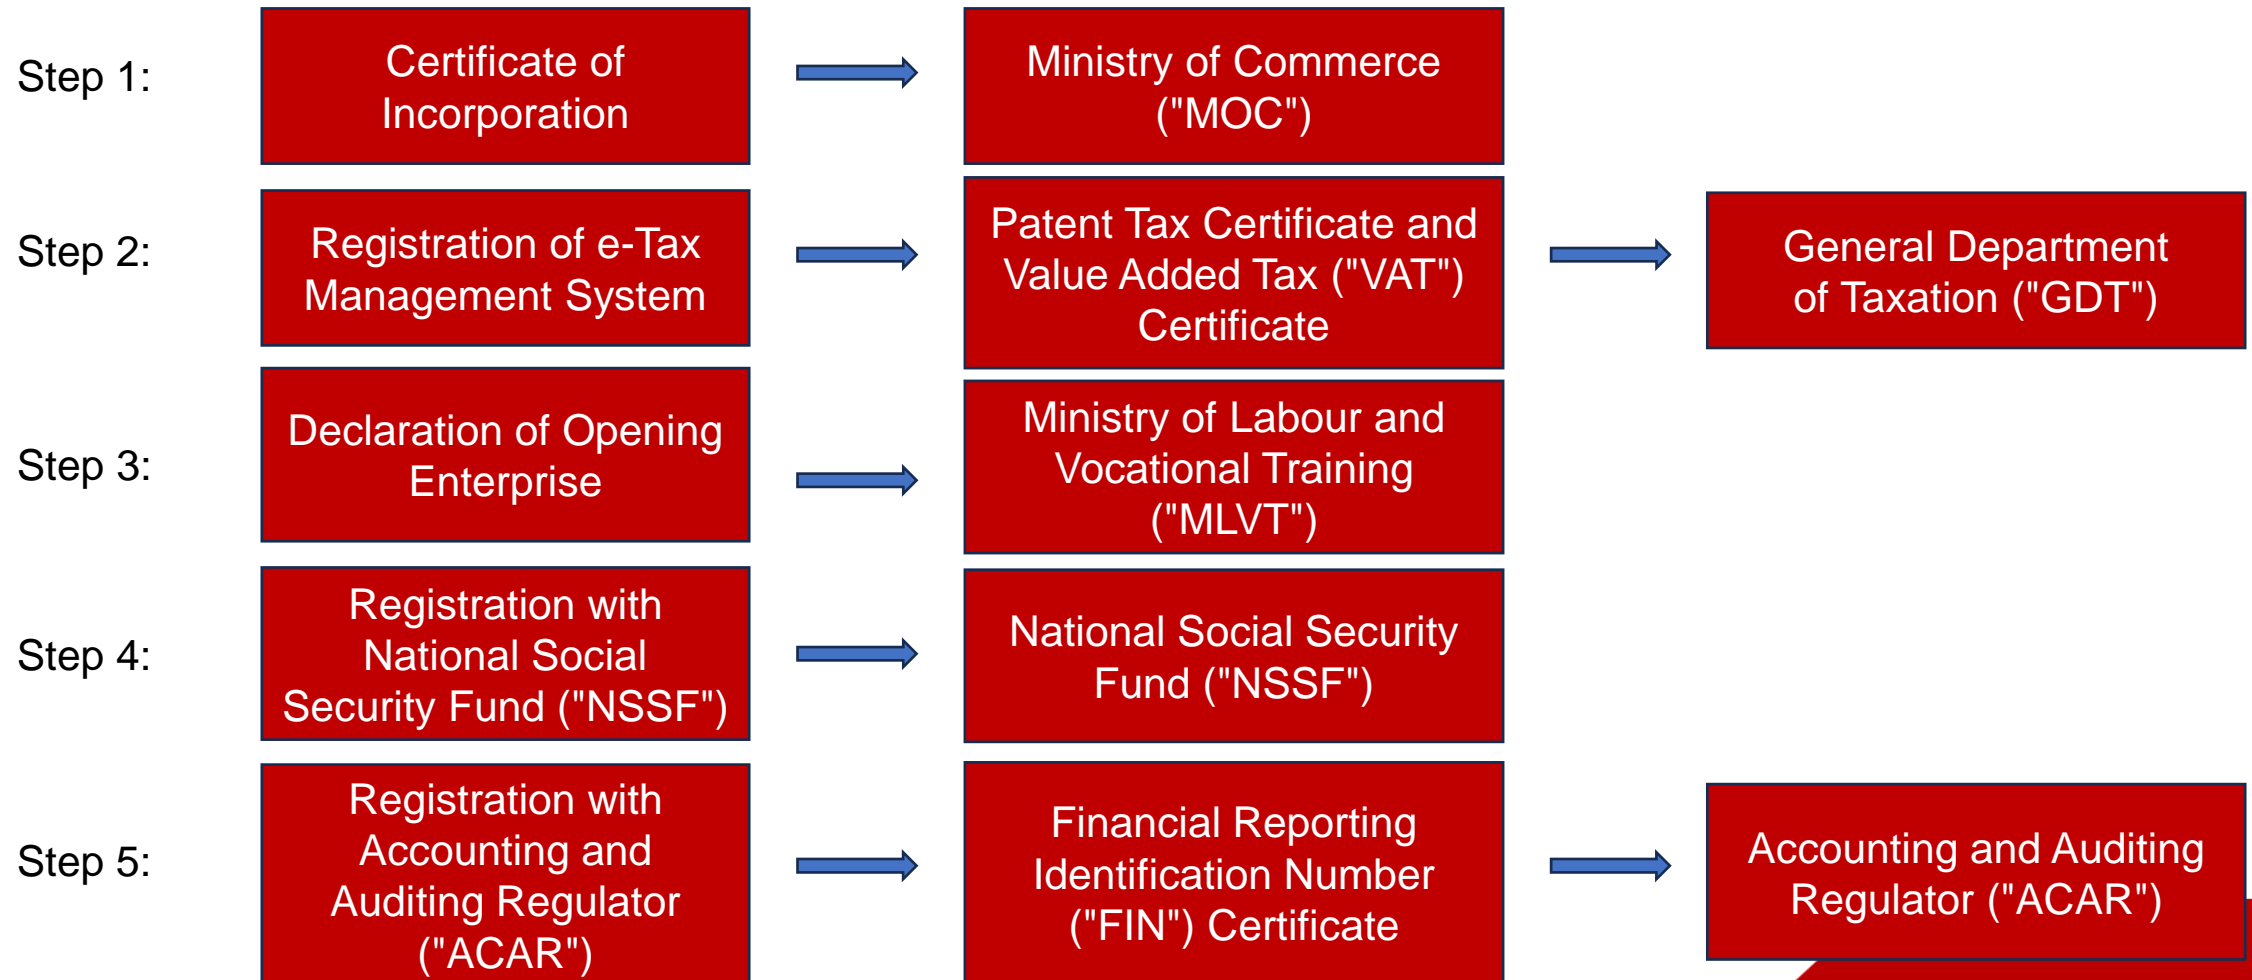 Step 1:
Certificate of
Incorporation
Ministry of Commerce
("MOC")
Step 2:
Registration of e-Tax
Management System
Patent Tax Certificate and
Value Added Tax ("VAT")
Certificate
General Department
of Taxation ("GDT")
Step 3:
Declaration of Opening
Enterprise
Ministry of Labour and
Vocational Training
("MLVT")
Step 4:
Registration with
National Social
Security Fund ("NSSF")
National Social Security
Fund ("NSSF")
Step 5:
Registration with
Accounting and
Auditing Regulator
("ACAR")
Financial Reporting
Identification Number
("FIN") Certificate
Accounting and Auditing
Regulator ("ACAR")